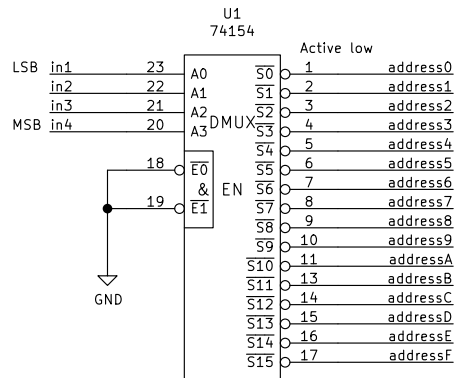 U1
74154
Active low
LSB in1 23 A0 S0 1 address0
in2 22 A1 S1 2 address1
in3 21 A2 S2 3 address2
MSB in4 20 A3 DMUX S3 4 address3
S4 5 address4
18 E0 S5 6 address5
& EN S6 7 address6
19 E1 S7 8 address7
S8 9 address8
S9 10 address9
S10 11 addressA
GND S11 13 addressB
S12 14 addressC
S13 15 addressD
S14 16 addressE
S15 17 addressF